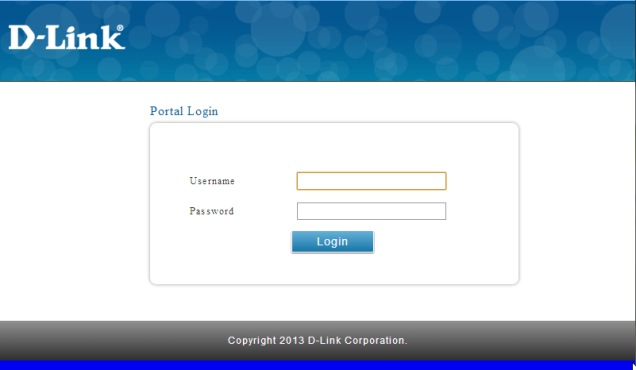 D-Link®
Portal Login
Username
Password
Login
Copyright 2013 D-Link Corporation.